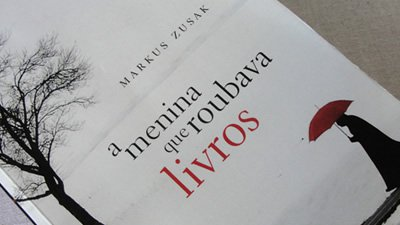 MARKUS ZUSAK
a menina
que roubava
livros